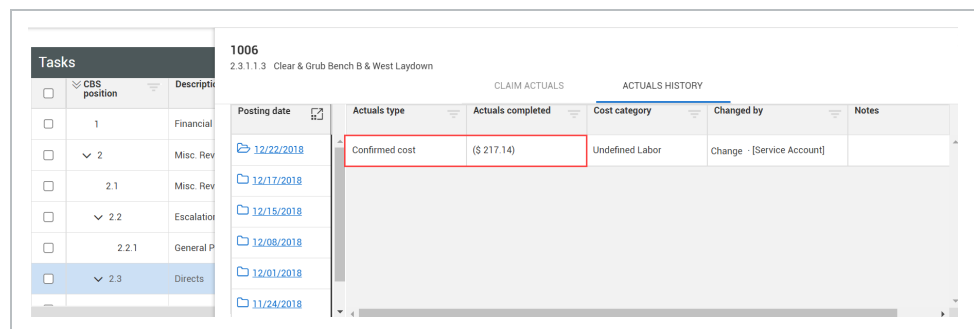 1006
2.3.1.1.3 Clear & Grub Bench B & West Laydown
CLAIM ACTUALS ACTUALS HISTORY
Tasks
CBS position Descriptic
1 Financial
2 Misc. Rev
2.1 Misc. Rev
2.2 Escalation
2.2.1 General P
2.3 Directs
Posting date Actuals type Actuals completed Cost category Changed by Notes
12/22/2018 Confirmed cost ($ 217.14) Undefined Labor Change - [Service Account]
12/17/2018
12/15/2018
12/08/2018
12/01/2018
11/24/2018